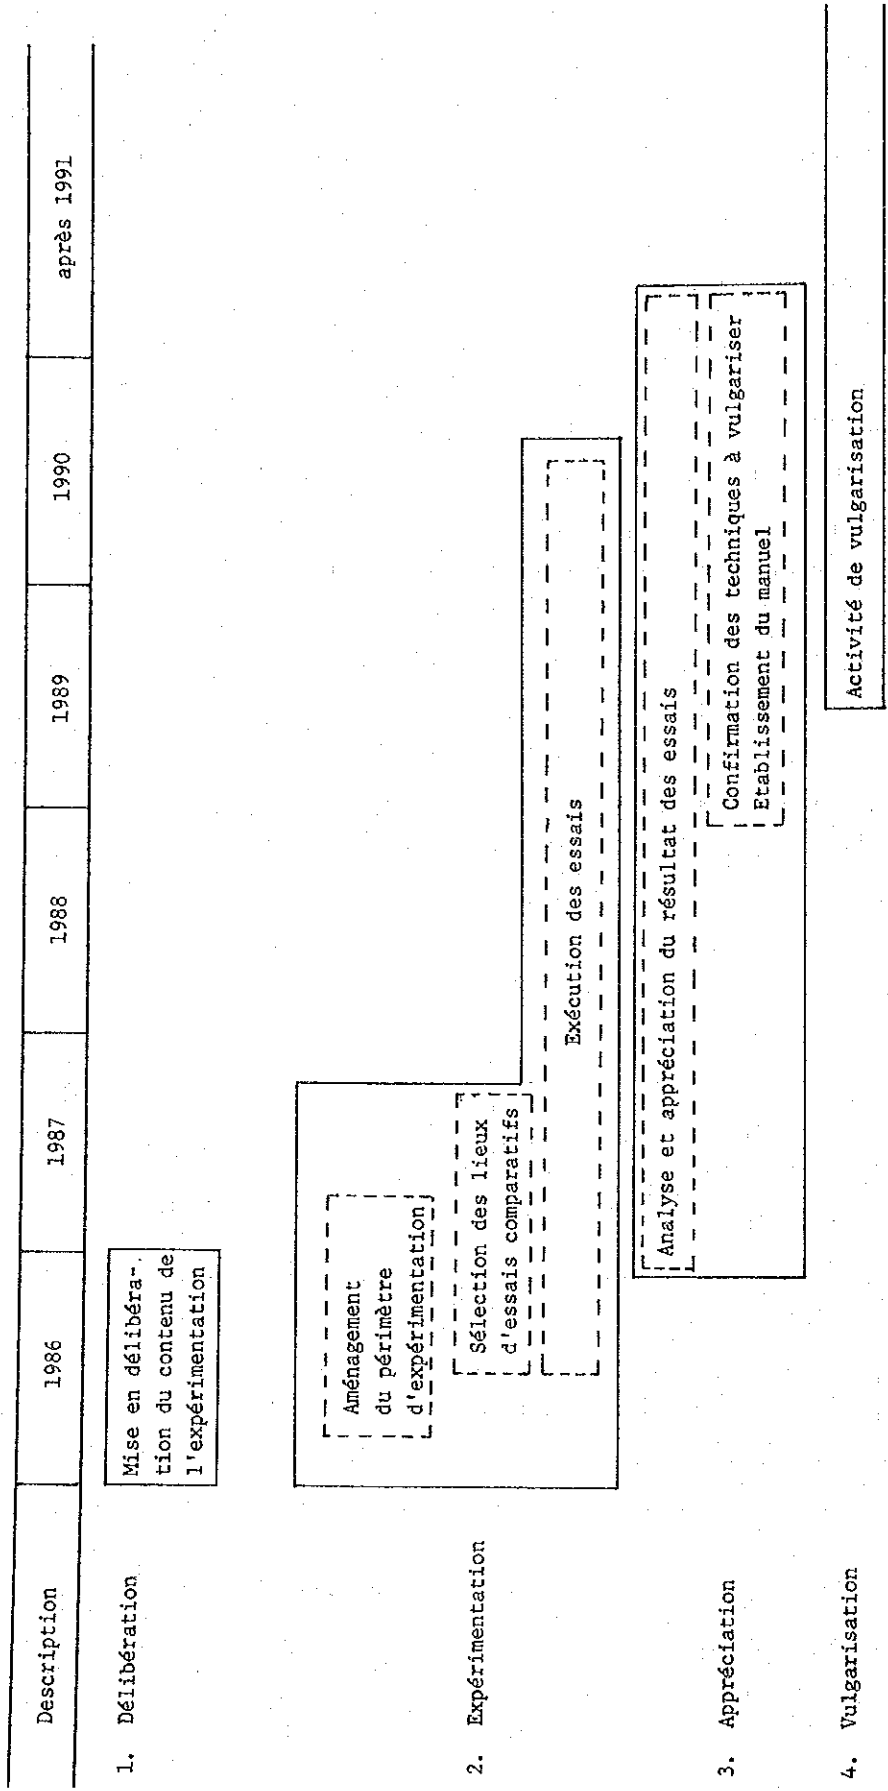 Description
1986
1987
1988
1989
1990
après 1991
1. Délibération
Mise en délibéra-
tion du contenu de
l'expérimentation
2. Expérimentation
Aménagement
du périmètre
d'expérimentation
Sélection des lieux
d'essais comparatifs
Exécution des essais
3. Appréciation
Analyse et appréciation du résultat des essais
Confirmation des techniques à vulgariser
Etablissement du manuel
4. Vulgarisation
Activité de vulgarisation